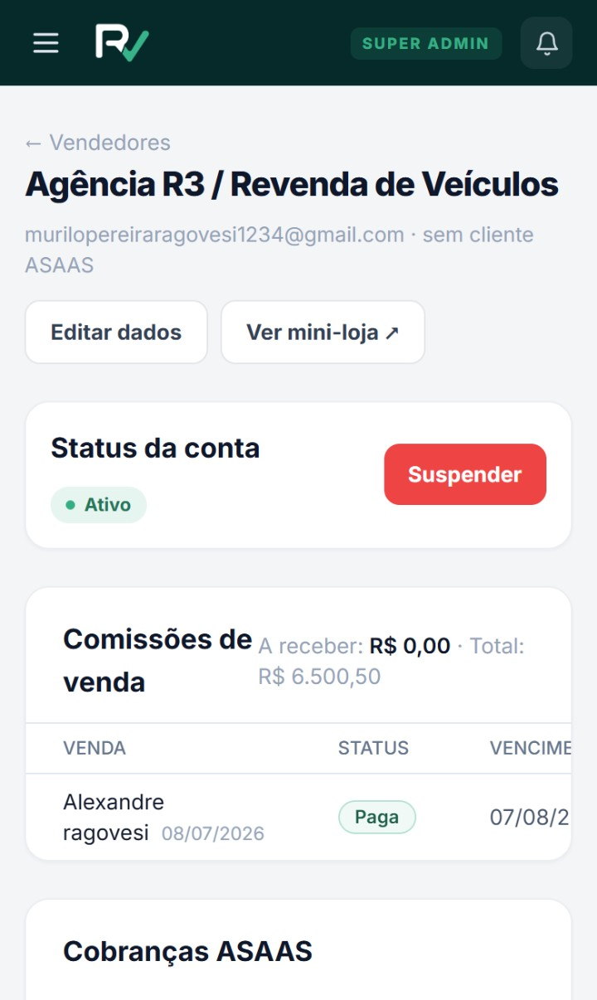 RV
SUPER ADMIN
← Vendedores
Agência R3 / Revenda de Veículos
murilopereiraragovesi1234@gmail.com · sem cliente
ASAAS
Editar dados
Ver mini-loja ↗
Status da conta
Ativo
Suspender
Comissões de
venda
A receber: R$ 0,00 · Total:
R$ 6.500,50
VENDA STATUS VENCIME
Alexandre
ragovesi 08/07/2026
Paga
07/08/2
Cobranças ASAAS